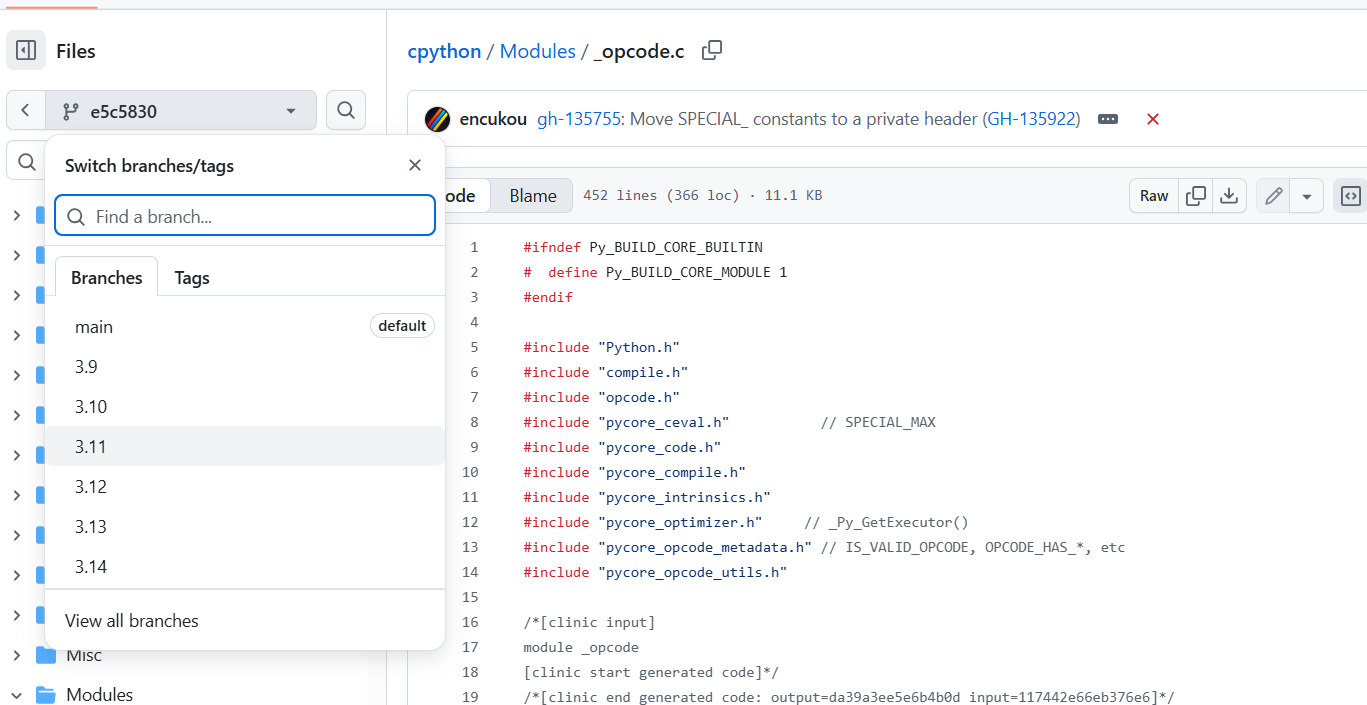 Files
e5c5830
Switch branches/tags
Find a branch...
Branches Tags
main default
3.9
3.10
3.11
3.12
3.13
3.14
View all branches
Misc
Modules
cpython / Modules / _opcode.c
encukou gh-135755: Move SPECIAL_ constants to a private header (GH-135922)
ode Blame 452 lines (366 loc) · 11.1 KB Raw
1 #ifndef Py_BUILD_CORE_BUILTIN
2 #  define Py_BUILD_CORE_MODULE 1
3 #endif
4
5 #include "Python.h"
6 #include "compile.h"
7 #include "opcode.h"
8 #include "pycore_ceval.h"           // SPECIAL_MAX
9 #include "pycore_code.h"
10 #include "pycore_compile.h"
11 #include "pycore_intrinsics.h"
12 #include "pycore_optimizer.h"     // _Py_GetExecutor()
13 #include "pycore_opcode_metadata.h" // IS_VALID_OPCODE, OPCODE_HAS_*, etc
14 #include "pycore_opcode_utils.h"
15
16 /*[clinic input]
17 module _opcode
18 [clinic start generated code]*/
19 /*[clinic end generated code: output=da39a3ee5e6b4b0d input=117442e66eb376e6]*/